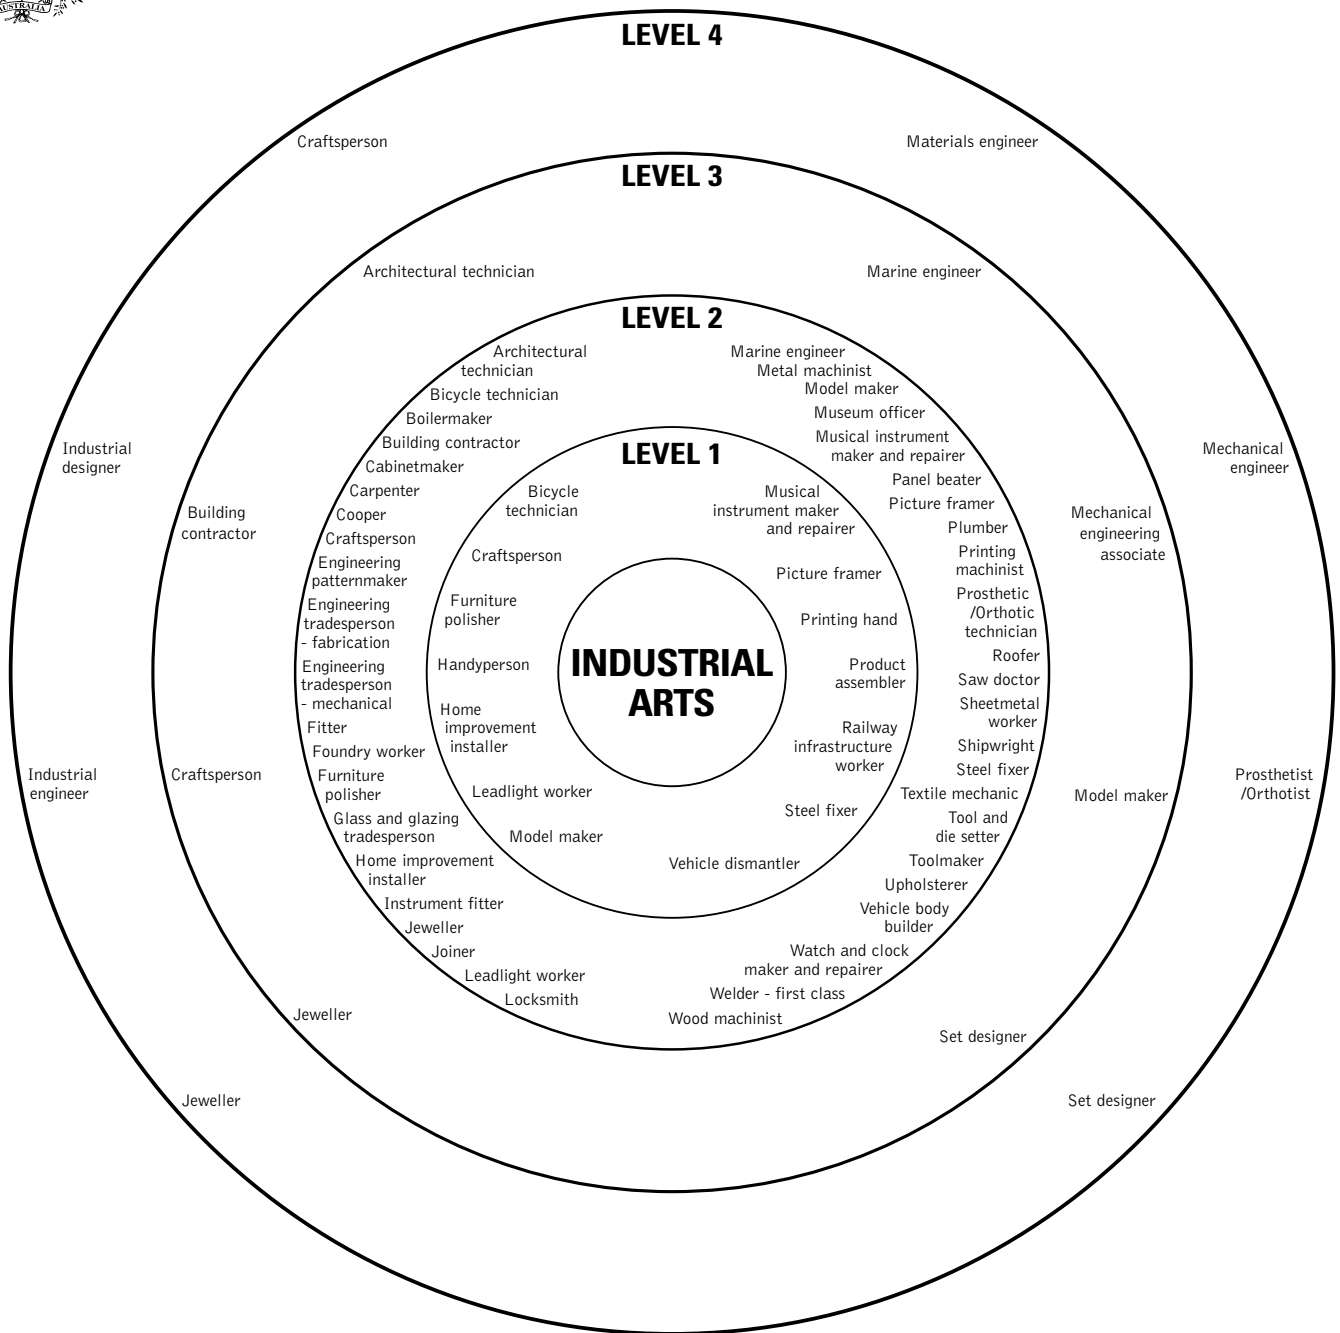 AUSTRALIA
LEVEL 4
Craftsperson
Materials engineer
Industrial
designer
Mechanical
engineer
Industrial
engineer
Prosthetist
/Orthotist
Jeweller
Set designer
LEVEL 3
Architectural technician
Marine engineer
Building
contractor
Mechanical
engineering
associate
Craftsperson
Model maker
Jeweller
Set designer
LEVEL 2
Architectural
technician
Bicycle technician
Boilermaker
Building contractor
Cabinetmaker
Carpenter
Cooper
Craftsperson
Engineering
patternmaker
Engineering
tradesperson
- fabrication
Engineering
tradesperson
- mechanical
Fitter
Foundry worker
Furniture
polisher
Glass and glazing
tradesperson
Home improvement
installer
Instrument fitter
Jeweller
Joiner
Leadlight worker
Locksmith
Marine engineer
Metal machinist
Model maker
Museum officer
Musical instrument
maker and repairer
Panel beater
Picture framer
Plumber
Printing
machinist
Prosthetic
/Orthotic
technician
Roofer
Saw doctor
Sheetmetal
worker
Shipwright
Steel fixer
Textile mechanic
Tool and
die setter
Toolmaker
Upholsterer
Vehicle body
builder
Watch and clock
maker and repairer
Welder - first class
Wood machinist
LEVEL 1
Bicycle
technician
Craftsperson
Furniture
polisher
Handyperson
Home
improvement
installer
Leadlight worker
Model maker
Musical
instrument maker
and repairer
Picture framer
Printing hand
Product
assembler
Railway
infrastructure
worker
Steel fixer
Vehicle dismantler
INDUSTRIAL
ARTS